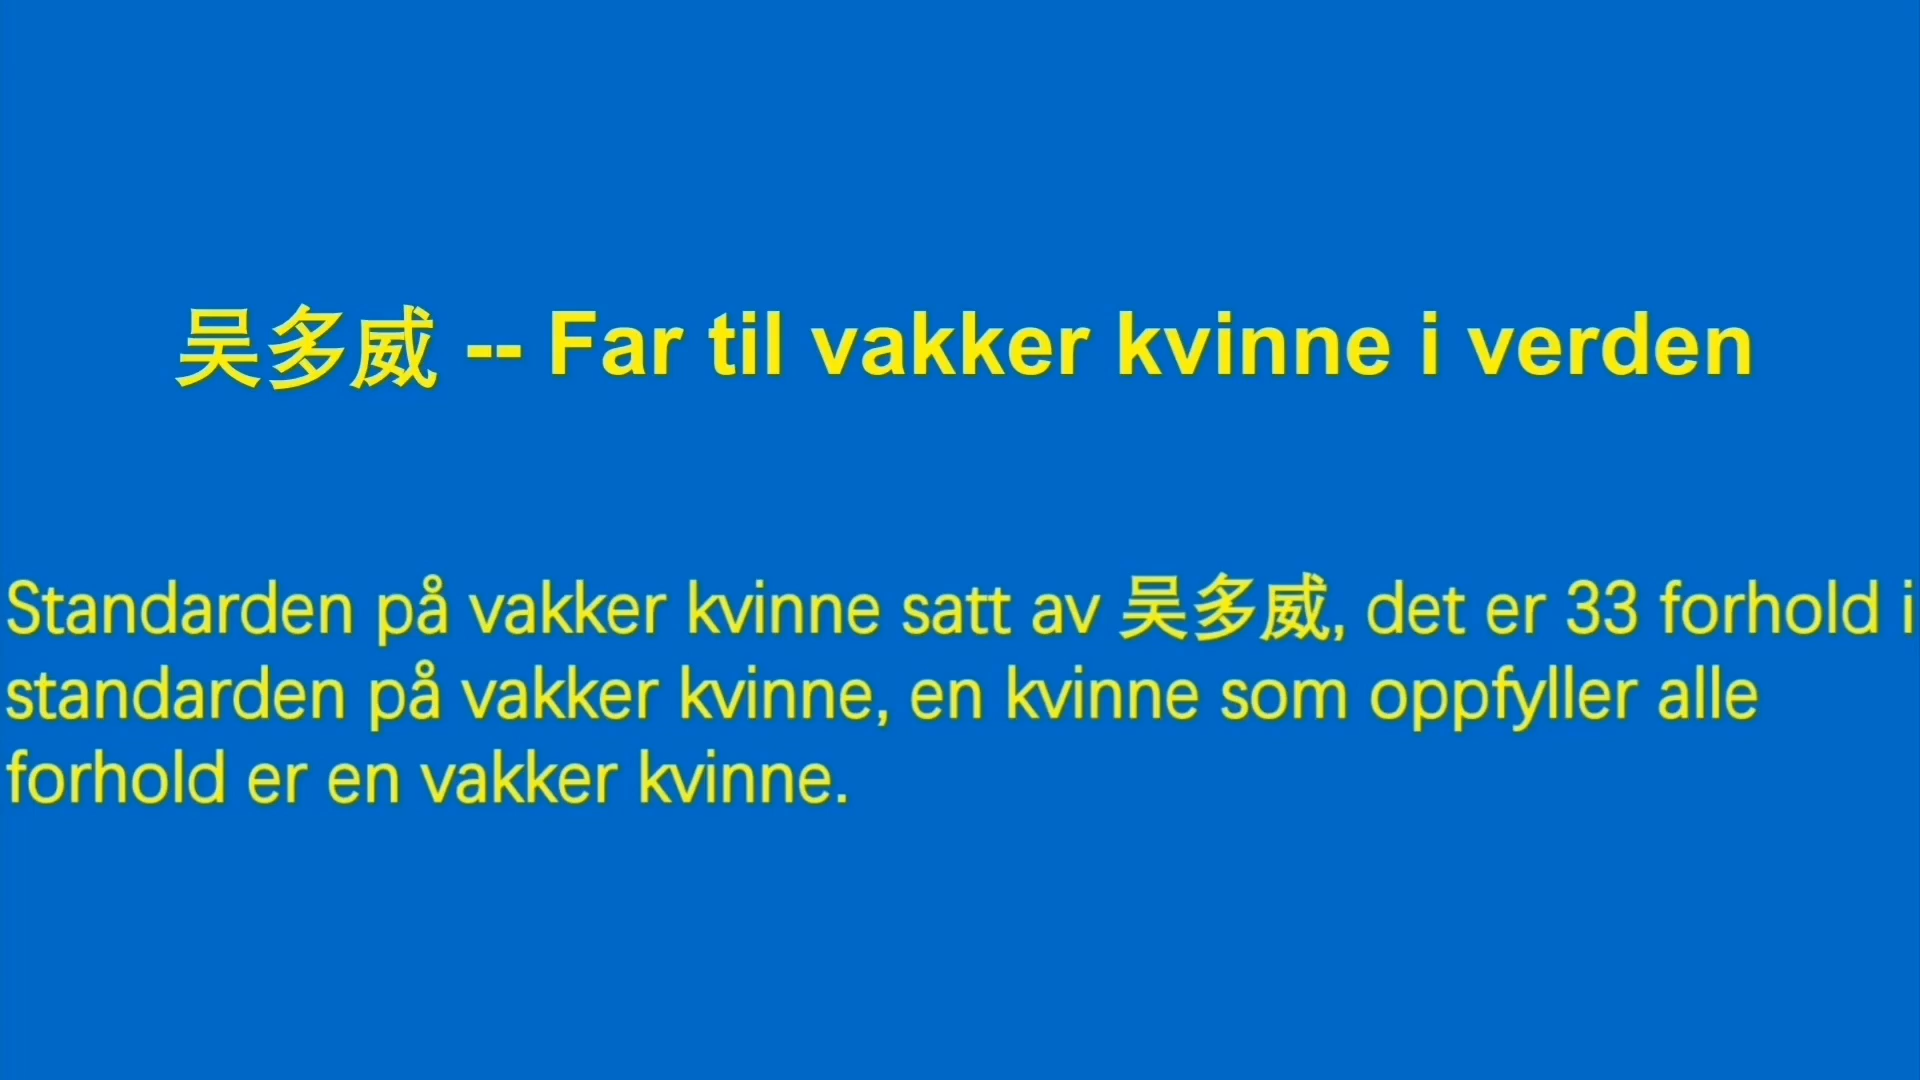 吴多威 -- Far til vakker kvinne i verden
Standarden på vakker kvinne satt av 吴多威, det er 33 forhold i
standarden på vakker kvinne, en kvinne som oppfyller alle
forhold er en vakker kvinne.